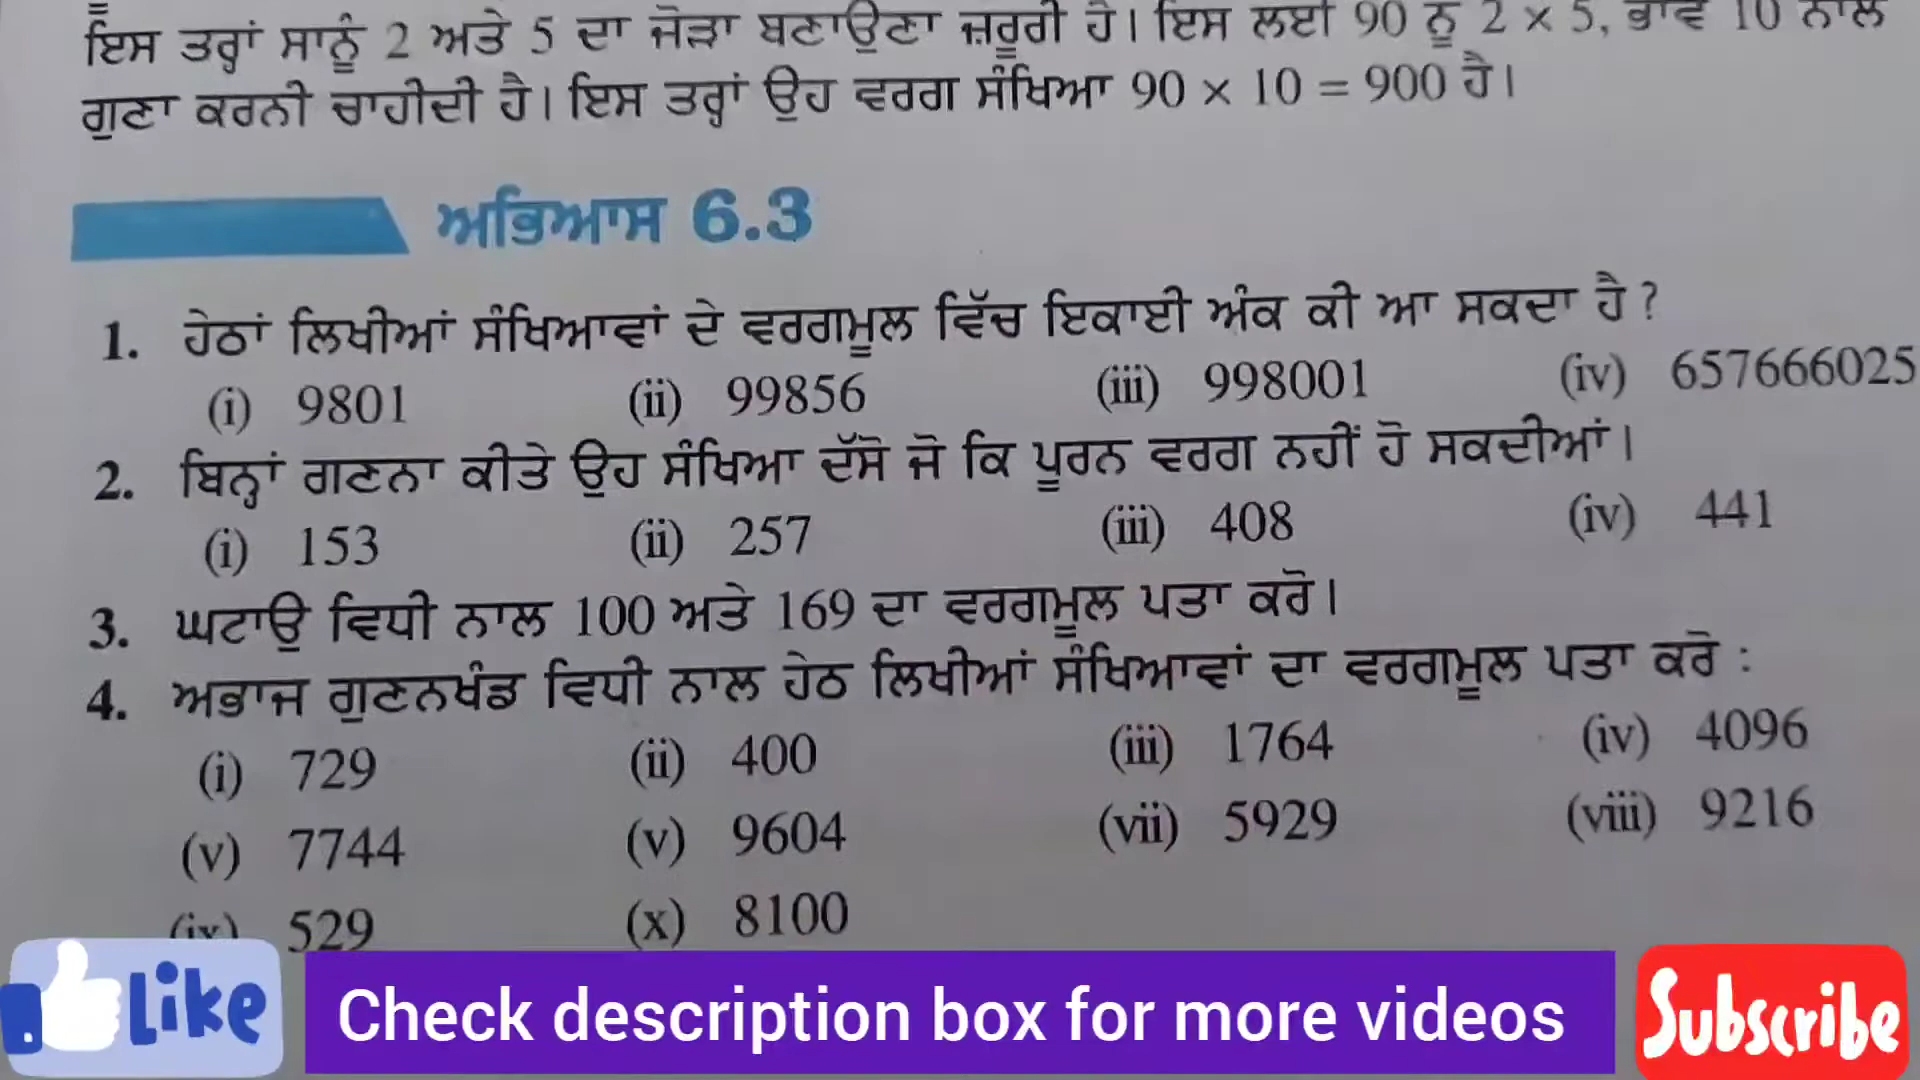 ਇਸ ਤਰ੍ਹਾਂ ਸਾਨੂੰ 2 ਅਤੇ 5 ਦਾ ਜੋੜਾ ਬਣਾਉਣਾ ਜ਼ਰੂਰੀ ਹੈ। ਇਸ ਲਈ 90 ਨੂੰ 2 × 5, ਭਾਵ 10 ਨਾਲ
ਗੁਣਾ ਕਰਨੀ ਚਾਹੀਦੀ ਹੈ। ਇਸ ਤਰ੍ਹਾਂ ਉਹ ਵਰਗ ਸੰਖਿਆ 90 × 10 = 900 ਹੈ।
ਅਭਿਆਸ 6.3
1. ਹੇਠਾਂ ਲਿਖੀਆਂ ਸੰਖਿਆਵਾਂ ਦੇ ਵਰਗਮੂਲ ਵਿੱਚ ਇਕਾਈ ਅੰਕ ਕੀ ਆ ਸਕਦਾ ਹੈ?
(i) 9801 (ii) 99856 (iii) 998001 (iv) 657666025
2. ਬਿਨ੍ਹਾਂ ਗਣਨਾ ਕੀਤੇ ਉਹ ਸੰਖਿਆ ਦੱਸੋ ਜੋ ਕਿ ਪੂਰਨ ਵਰਗ ਨਹੀਂ ਹੋ ਸਕਦੀਆਂ।
(i) 153 (ii) 257 (iii) 408 (iv) 441
3. ਘਟਾਉ ਵਿਧੀ ਨਾਲ 100 ਅਤੇ 169 ਦਾ ਵਰਗਮੂਲ ਪਤਾ ਕਰੋ।
4. ਅਭਾਜ ਗੁਣਨਖੰਡ ਵਿਧੀ ਨਾਲ ਹੇਠ ਲਿਖੀਆਂ ਸੰਖਿਆਵਾਂ ਦਾ ਵਰਗਮੂਲ ਪਤਾ ਕਰੋ :
(i) 729 (ii) 400 (iii) 1764 (iv) 4096
(v) 7744 (v) 9604 (vii) 5929 (viii) 9216
(ix) 529 (x) 8100
Like Check description box for more videos Subscribe